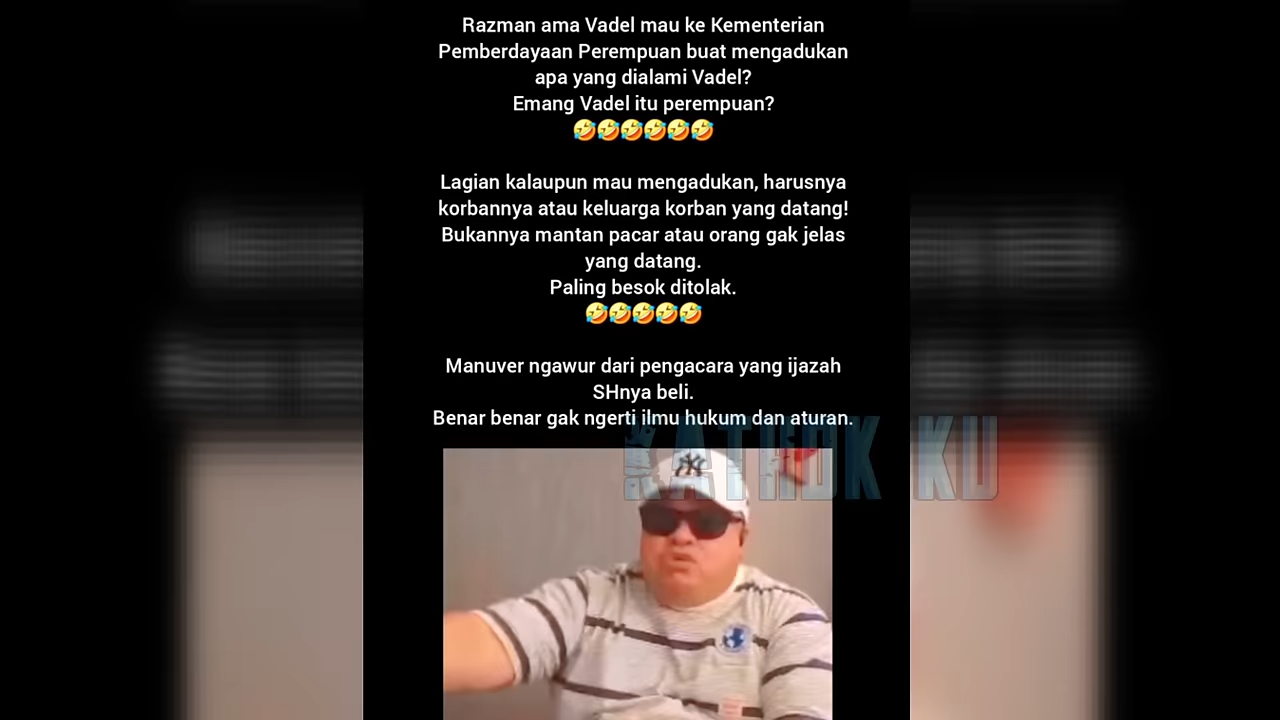 Razman ama Vadel mau ke Kementerian
Pemberdayaan Perempuan buat mengadukan
apa yang dialami Vadel?
Emang Vadel itu perempuan?
🤣🤣🤣🤣🤣🤣
Lagian kalaupun mau mengadukan, harusnya
korbannya atau keluarga korban yang datang!
Bukannya mantan pacar atau orang gak jelas
yang datang.
Paling besok ditolak.
🤣🤣🤣🤣🤣
Manuver ngawur dari pengacara yang ijazah
SHnya beli.
Benar benar gak ngerti ilmu hukum dan aturan.
KATHOK KU
NY